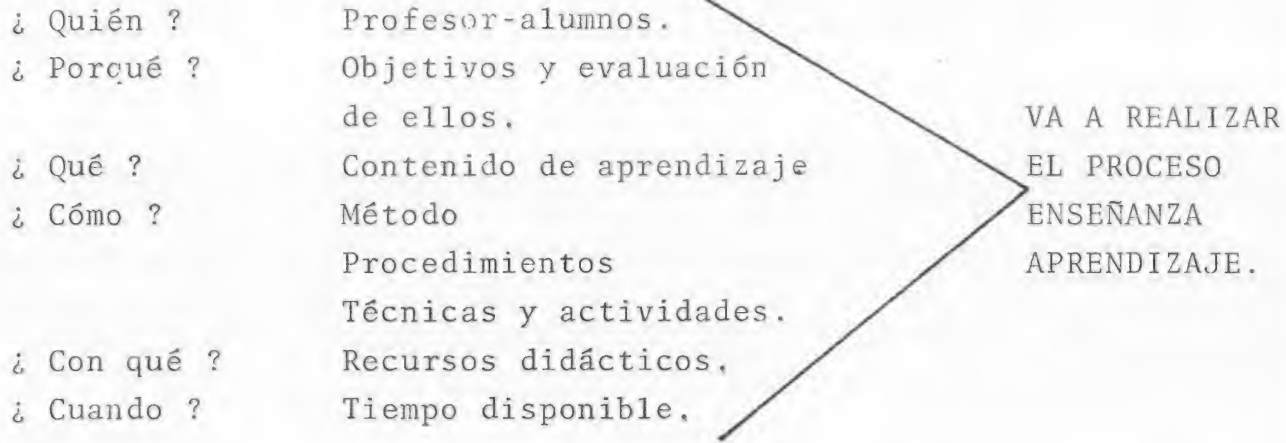 ¿ Quién ? Profesor-alumnos.
¿ Porqué ? Objetivos y evaluación
de ellos.
¿ Qué ? Contenido de aprendizaje
¿ Cómo ? Método
Procedimientos
Técnicas y actividades.
¿ Con qué ? Recursos didácticos.
¿ Cuando ? Tiempo disponible.
VA A REALIZAR
EL PROCESO
ENSEÑANZA
APRENDIZAJE.